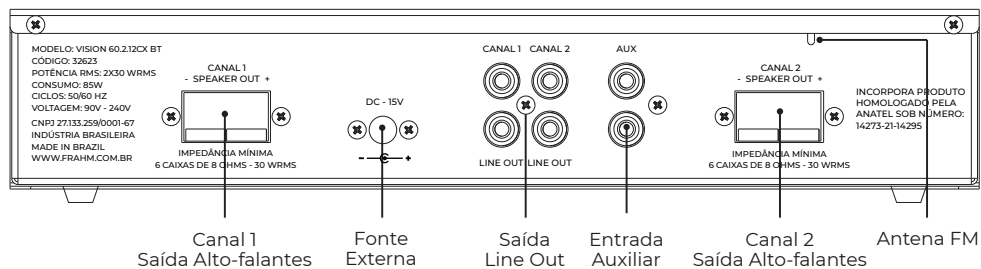 MODELO: VISION 60.2.12CX BT
CÓDIGO: 32623
POTÊNCIA RMS: 2X30 WRMS
CONSUMO: 85W
CICLOS: 50/60 HZ
VOLTAGEM: 90V - 240V
CNPJ 27.133.259/0001-67
INDÚSTRIA BRASILEIRA
MADE IN BRAZIL
WWW.FRAHM.COM.BR
CANAL 1
- SPEAKER OUT +
IMPEDÂNCIA MÍNIMA
6 CAIXAS DE 8 OHMS - 30 WRMS
DC - 15V
- +
CANAL 1 CANAL 2
LINE OUT LINE OUT
AUX
CANAL 2
- SPEAKER OUT +
IMPEDÂNCIA MÍNIMA
6 CAIXAS DE 8 OHMS - 30 WRMS
INCORPORA PRODUTO
HOMOLOGADO PELA
ANATEL SOB NÚMERO:
14273-21-14295
Canal 1
Saída Alto-falantes
Fonte
Externa
Saída
Line Out
Entrada
Auxiliar
Canal 2
Saída Alto-falantes
Antena FM